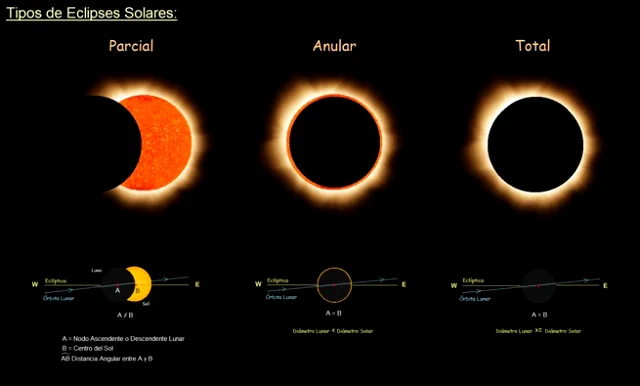 Tipos de Eclipses Solares:
Parcial
Anular
Total
Luna
Eclíptica
W
A
B
E
Órbita Lunar
Sol
A ≠ B
Eclíptica
W
E
Órbita Lunar
A = B
Diámetro Lunar < Diámetro Solar
Eclíptica
W
E
Órbita Lunar
A = B
Diámetro Lunar >= Diámetro Solar
A = Nodo Ascendente o Descendente Lunar
B = Centro del Sol
AB Distancia Angular entre A y B